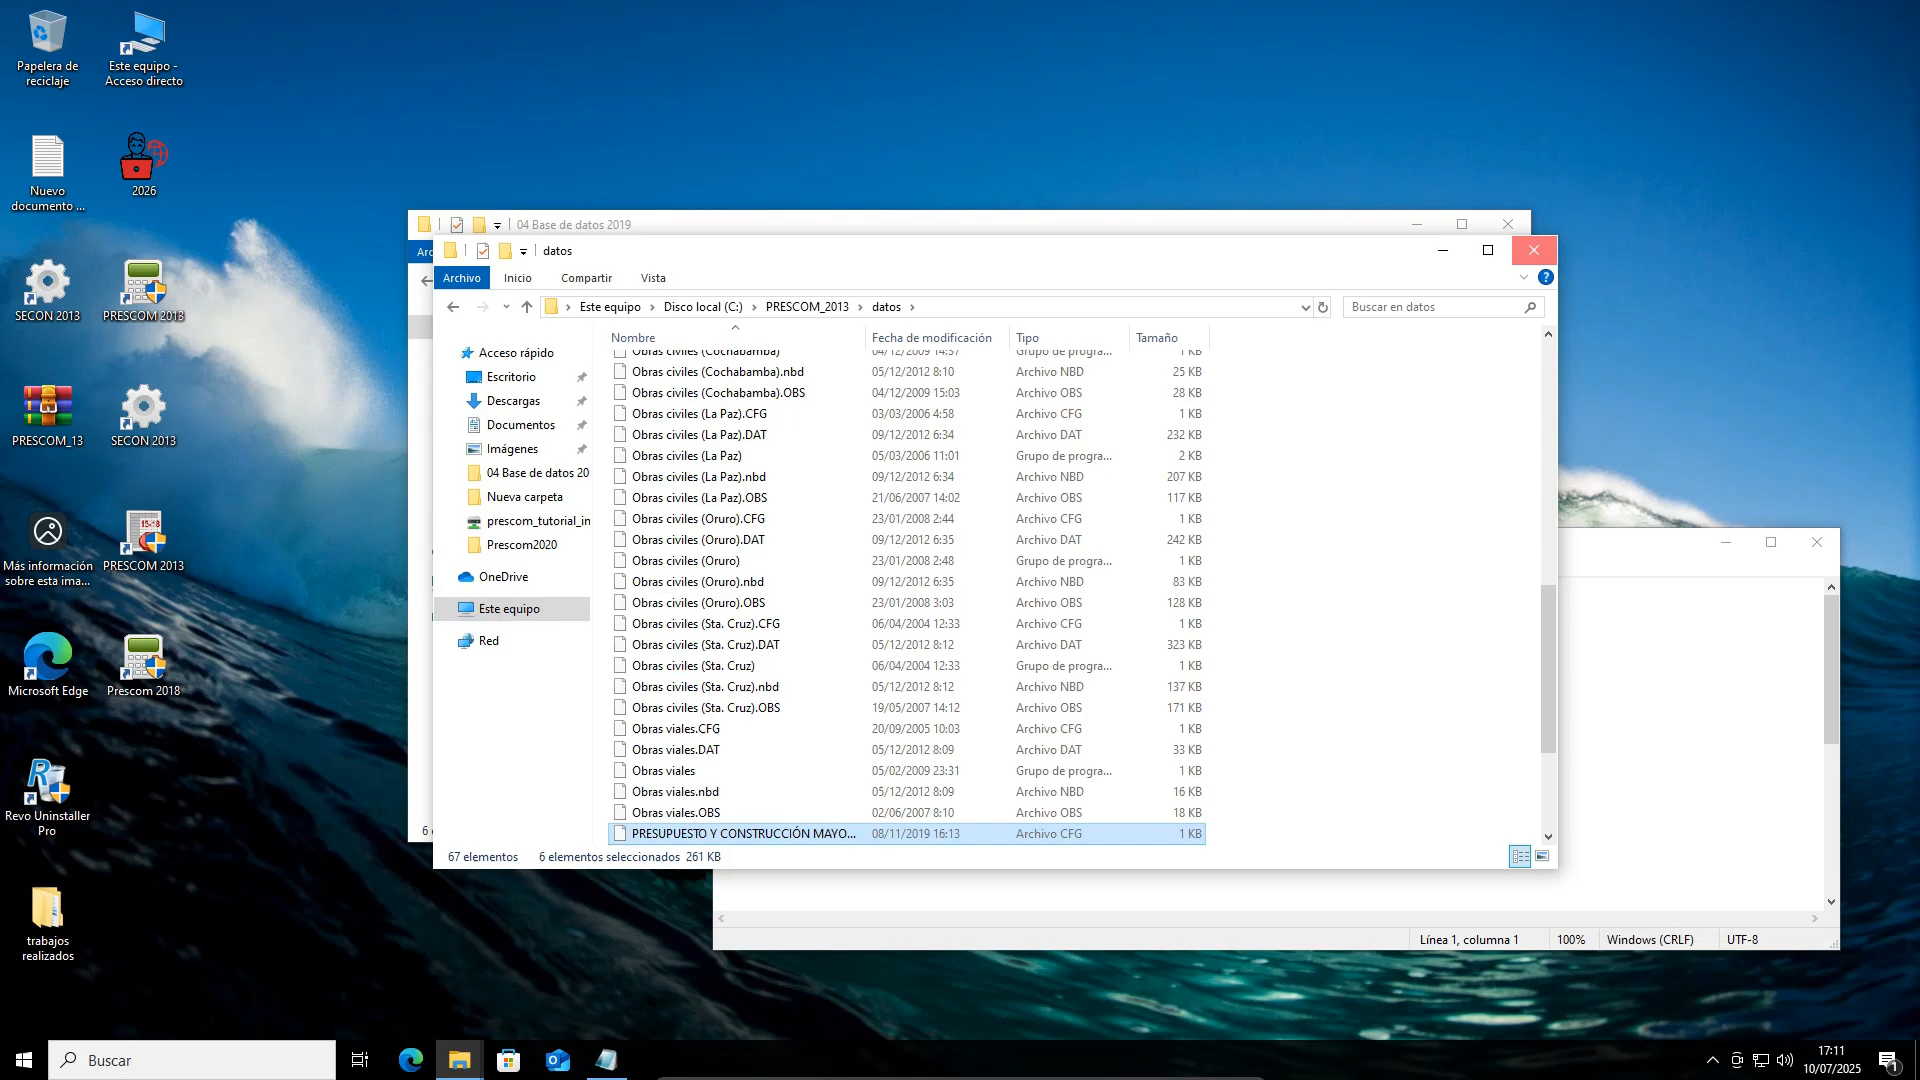 Papelera de
reciclaje
Este equipo -
Acceso directo
Nuevo
documento ...
2026
SECON 2013
PRESCOM 2013
PRESCOM_13
SECON 2013
Más información
sobre esta ima...
PRESCOM 2013
Microsoft Edge
Prescom 2018
Revo Uninstaller
Pro
trabajos
realizados
04 Base de datos 2019
datos
Archivo
Inicio
Compartir
Vista
Este equipo > Disco local (C:) > PRESCOM_2013 > datos >
Buscar en datos
Acceso rápido
Escritorio
Descargas
Documentos
Imágenes
04 Base de datos 20
Nueva carpeta
prescom_tutorial_in
Prescom2020
OneDrive
Este equipo
Red
Nombre Fecha de modificación Tipo Tamaño
Obras civiles (Cochabamba) 04/12/2009 14:37 Grupo de progra... 1 KB
Obras civiles (Cochabamba).nbd 05/12/2012 8:10 Archivo NBD 25 KB
Obras civiles (Cochabamba).OBS 04/12/2009 15:03 Archivo OBS 28 KB
Obras civiles (La Paz).CFG 03/03/2006 4:58 Archivo CFG 1 KB
Obras civiles (La Paz).DAT 09/12/2012 6:34 Archivo DAT 232 KB
Obras civiles (La Paz) 05/03/2006 11:01 Grupo de progra... 2 KB
Obras civiles (La Paz).nbd 09/12/2012 6:34 Archivo NBD 207 KB
Obras civiles (La Paz).OBS 21/06/2007 14:02 Archivo OBS 117 KB
Obras civiles (Oruro).CFG 23/01/2008 2:44 Archivo CFG 1 KB
Obras civiles (Oruro).DAT 09/12/2012 6:35 Archivo DAT 242 KB
Obras civiles (Oruro) 23/01/2008 2:48 Grupo de progra... 1 KB
Obras civiles (Oruro).nbd 09/12/2012 6:35 Archivo NBD 83 KB
Obras civiles (Oruro).OBS 23/01/2008 3:03 Archivo OBS 128 KB
Obras civiles (Sta. Cruz).CFG 06/04/2004 12:33 Archivo CFG 1 KB
Obras civiles (Sta. Cruz).DAT 05/12/2012 8:12 Archivo DAT 323 KB
Obras civiles (Sta. Cruz) 06/04/2004 12:33 Grupo de progra... 1 KB
Obras civiles (Sta. Cruz).nbd 05/12/2012 8:12 Archivo NBD 137 KB
Obras civiles (Sta. Cruz).OBS 19/05/2007 14:12 Archivo OBS 171 KB
Obras viales.CFG 20/09/2005 10:03 Archivo CFG 1 KB
Obras viales.DAT 05/12/2012 8:09 Archivo DAT 33 KB
Obras viales 05/02/2009 23:31 Grupo de progra... 1 KB
Obras viales.nbd 05/12/2012 8:09 Archivo NBD 16 KB
Obras viales.OBS 02/06/2007 8:10 Archivo OBS 18 KB
PRESUPUESTO Y CONSTRUCCIÓN MAYO... 08/11/2019 16:13 Archivo CFG 1 KB
67 elementos 6 elementos seleccionados 261 KB
Línea 1, columna 1 100% Windows (CRLF) UTF-8
Buscar
17:11
10/07/2025
1